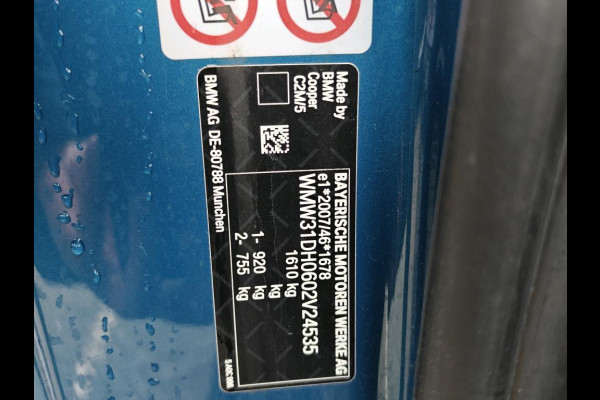 Made by
BMW
Cooper
C2M/5
BMW AG DE-80788 Munchen
BAYERISCHE MOTOREN WERKE AG
e1*2007/46*1678
WMW31DH0602V24535
1610 kg
1- 920 kg
2- 755 kg